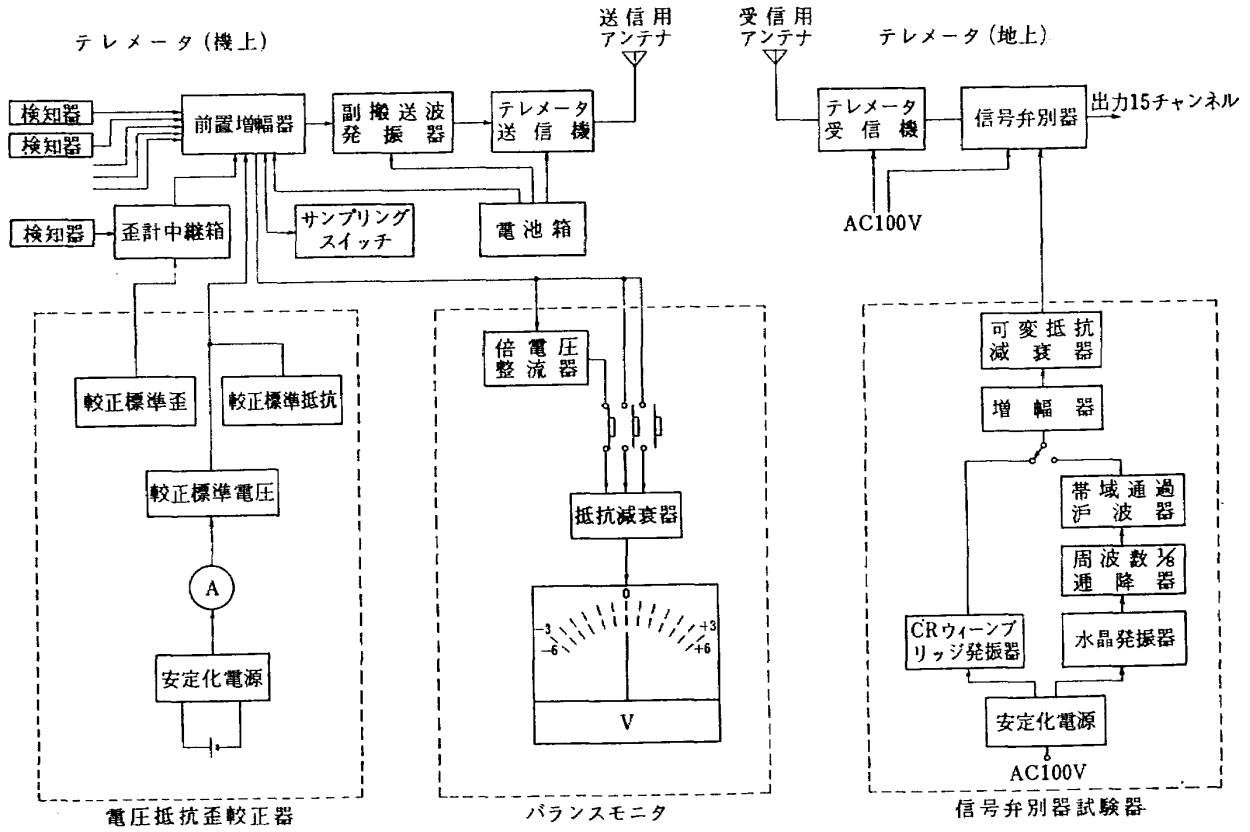 テレメータ(機上)
送信用
アンテナ
受信用
アンテナ
テレメータ(地上)
検知器
検知器
前置増幅器
副搬送波
発振器
テレメータ
送信機
テレメータ
受信機
信号弁別器
出力15チャンネル
検知器
歪計中継箱
サンプリング
スイッチ
電池箱
AC100V
較正標準歪
較正標準抵抗
較正標準電圧
A
安定化電源
電圧抵抗歪較正器
倍電圧
整流器
抵抗減衰器
0
-3
+3
-6
+6
V
バランスモニタ
可変抵抗
減衰器
増幅器
帯域通過
沪波器
周波数1/8
逓降器
CRウィーンブ
リッジ発振器
水晶発振器
安定化電源
AC100V
信号弁別器試験器